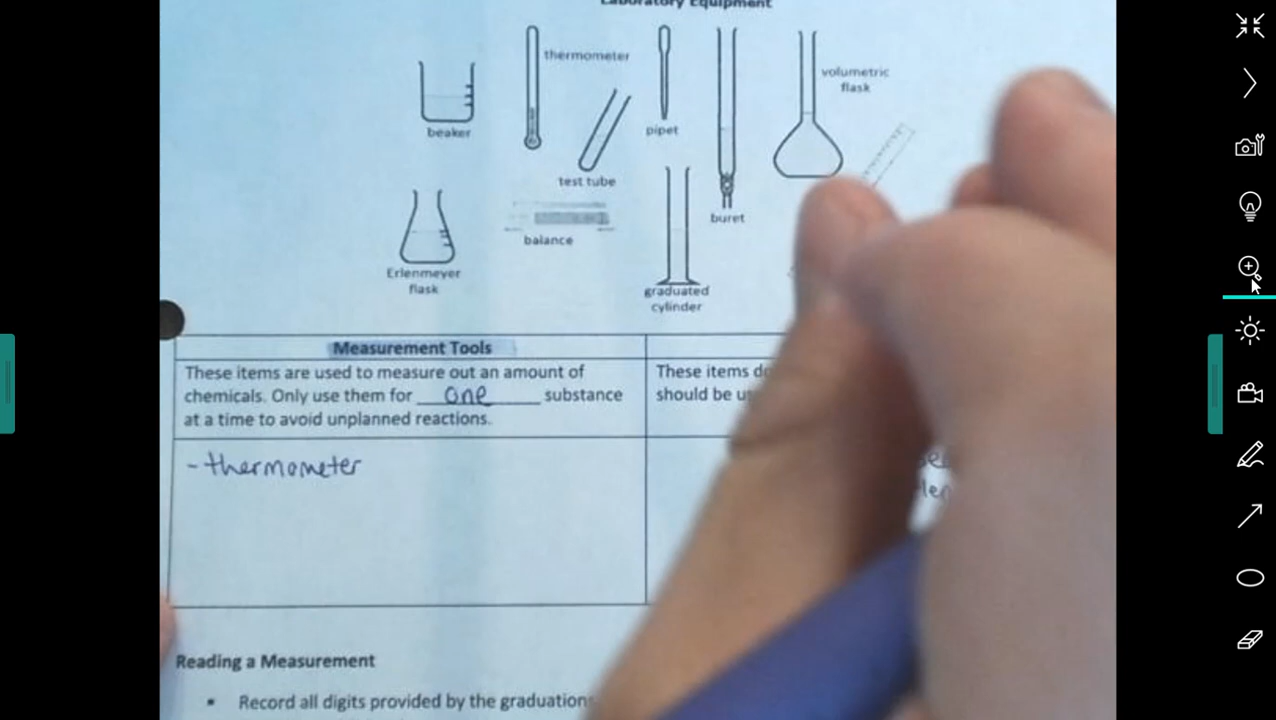 Laboratory Equipment
thermometer
volumetric
flask
beaker
pipet
test tube
buret
balance
Erlenmeyer
flask
graduated
cylinder
Measurement Tools
These items are used to measure out an amount of
chemicals. Only use them for one substance
at a time to avoid unplanned reactions.
These items
should be
- thermometer
Reading a Measurement
▪ Record all digits provided by the graduations